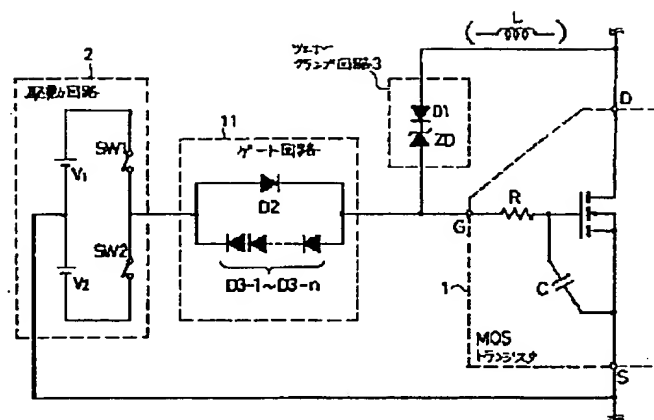 L
ツェナー
クランプ回路3
2
駆動回路
11
ゲート回路
D
D1
ZD
SW1
V1
D2
G
R
SW2
V2
D3-1~D3-n
1
C
MOS
トランジスタ
S